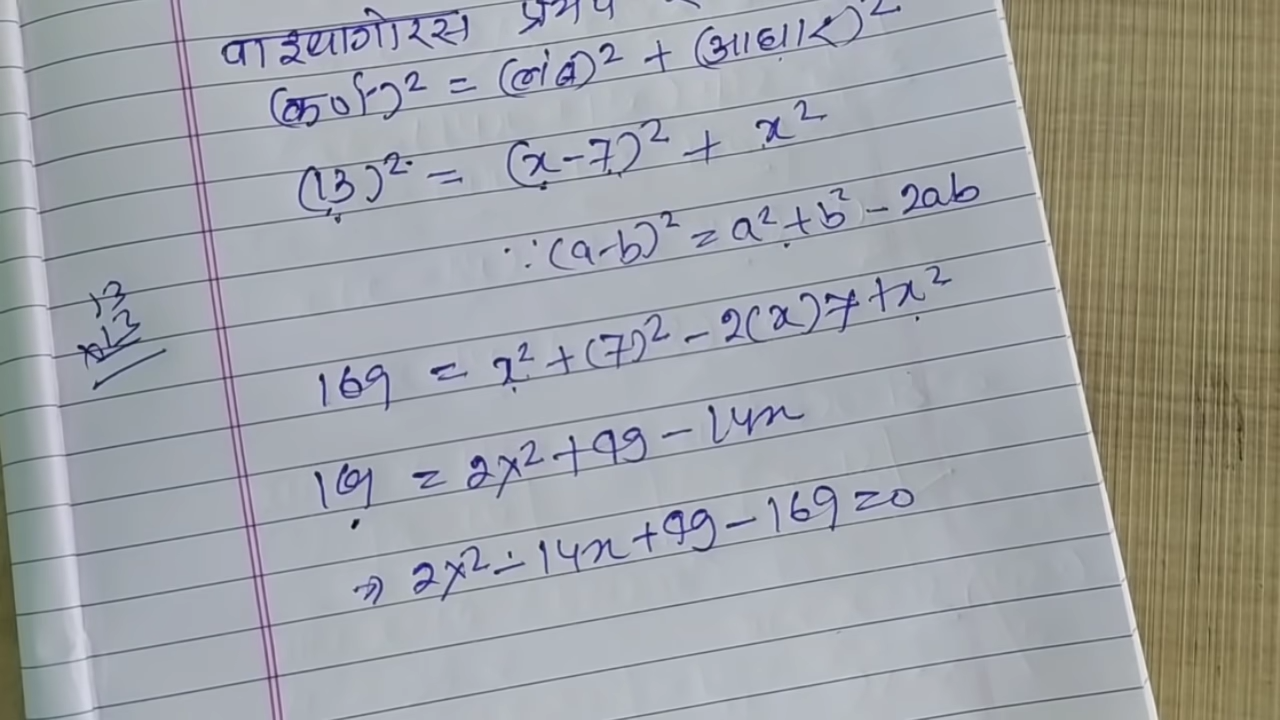 पाइथागोरस प्रमेय
(कर्ण)² = (लंब)² + (आधार)²
(13)² = (x-7)² + x²
∵ (a-b)² = a² + b² - 2ab
13
×13
169 = x² + (7)² - 2(x)7 + x²
169 = 2x² + 49 - 14x
⇒ 2x² - 14x + 49 - 169 = 0